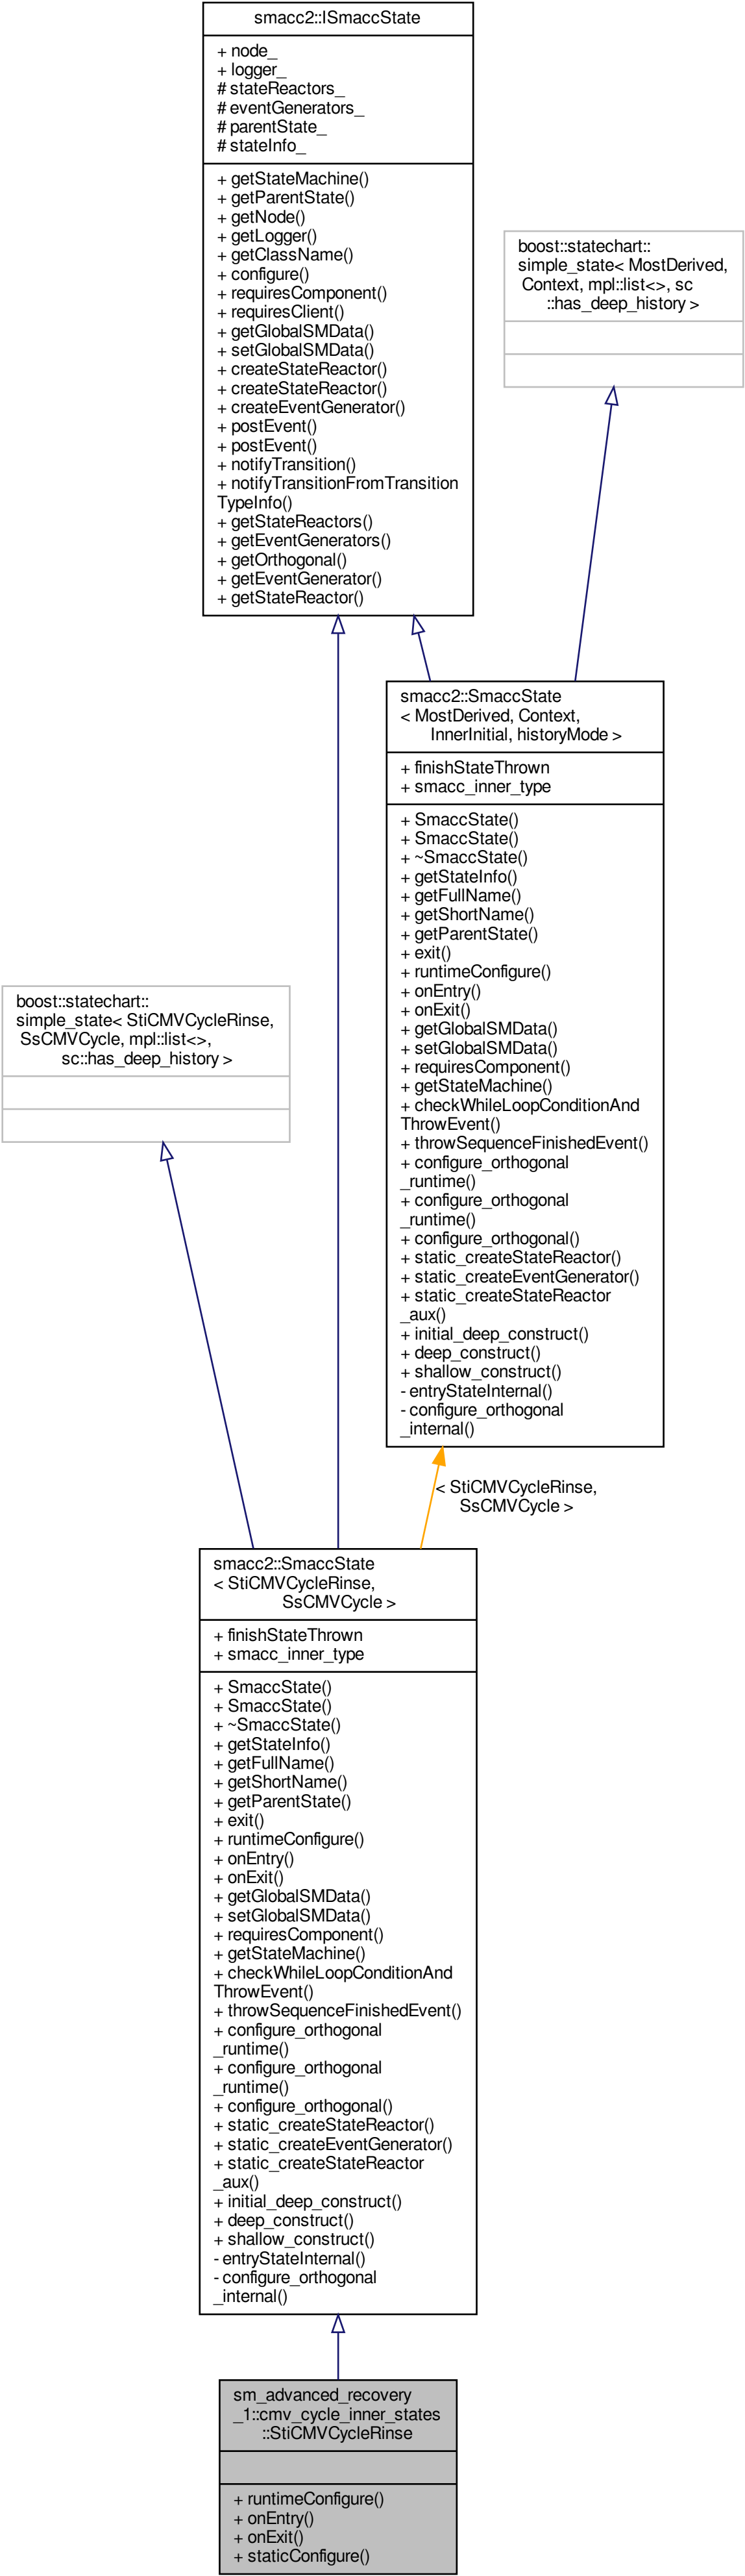 smacc2::ISmaccState
+ node_
+ logger_
# stateReactors_
# eventGenerators_
# parentState_
# stateInfo_
+ getStateMachine()
+ getParentState()
+ getNode()
+ getLogger()
+ getClassName()
+ configure()
+ requiresComponent()
+ requiresClient()
+ getGlobalSMData()
+ setGlobalSMData()
+ createStateReactor()
+ createStateReactor()
+ createEventGenerator()
+ postEvent()
+ postEvent()
+ notifyTransition()
+ notifyTransitionFromTransition
TypeInfo()
+ getStateReactors()
+ getEventGenerators()
+ getOrthogonal()
+ getEventGenerator()
+ getStateReactor()
boost::statechart::
simple_state< MostDerived,
Context, mpl::list<>, sc
::has_deep_history >
smacc2::SmaccState
< MostDerived, Context,
InnerInitial, historyMode >
+ finishStateThrown
+ smacc_inner_type
+ SmaccState()
+ SmaccState()
+ ~SmaccState()
+ getStateInfo()
+ getFullName()
+ getShortName()
+ getParentState()
+ exit()
+ runtimeConfigure()
+ onEntry()
+ onExit()
+ getGlobalSMData()
+ setGlobalSMData()
+ requiresComponent()
+ getStateMachine()
+ checkWhileLoopConditionAnd
ThrowEvent()
+ throwSequenceFinishedEvent()
+ configure_orthogonal
_runtime()
+ configure_orthogonal
_runtime()
+ configure_orthogonal()
+ static_createStateReactor()
+ static_createEventGenerator()
+ static_createStateReactor
_aux()
+ initial_deep_construct()
+ deep_construct()
+ shallow_construct()
- entryStateInternal()
- configure_orthogonal
_internal()
boost::statechart::
simple_state< StiCMVCycleRinse,
SsCMVCycle, mpl::list<>,
sc::has_deep_history >
< StiCMVCycleRinse,
SsCMVCycle >
smacc2::SmaccState
< StiCMVCycleRinse,
SsCMVCycle >
+ finishStateThrown
+ smacc_inner_type
+ SmaccState()
+ SmaccState()
+ ~SmaccState()
+ getStateInfo()
+ getFullName()
+ getShortName()
+ getParentState()
+ exit()
+ runtimeConfigure()
+ onEntry()
+ onExit()
+ getGlobalSMData()
+ setGlobalSMData()
+ requiresComponent()
+ getStateMachine()
+ checkWhileLoopConditionAnd
ThrowEvent()
+ throwSequenceFinishedEvent()
+ configure_orthogonal
_runtime()
+ configure_orthogonal
_runtime()
+ configure_orthogonal()
+ static_createStateReactor()
+ static_createEventGenerator()
+ static_createStateReactor
_aux()
+ initial_deep_construct()
+ deep_construct()
+ shallow_construct()
- entryStateInternal()
- configure_orthogonal
_internal()
sm_advanced_recovery
_1::cmv_cycle_inner_states
::StiCMVCycleRinse
+ runtimeConfigure()
+ onEntry()
+ onExit()
+ staticConfigure()